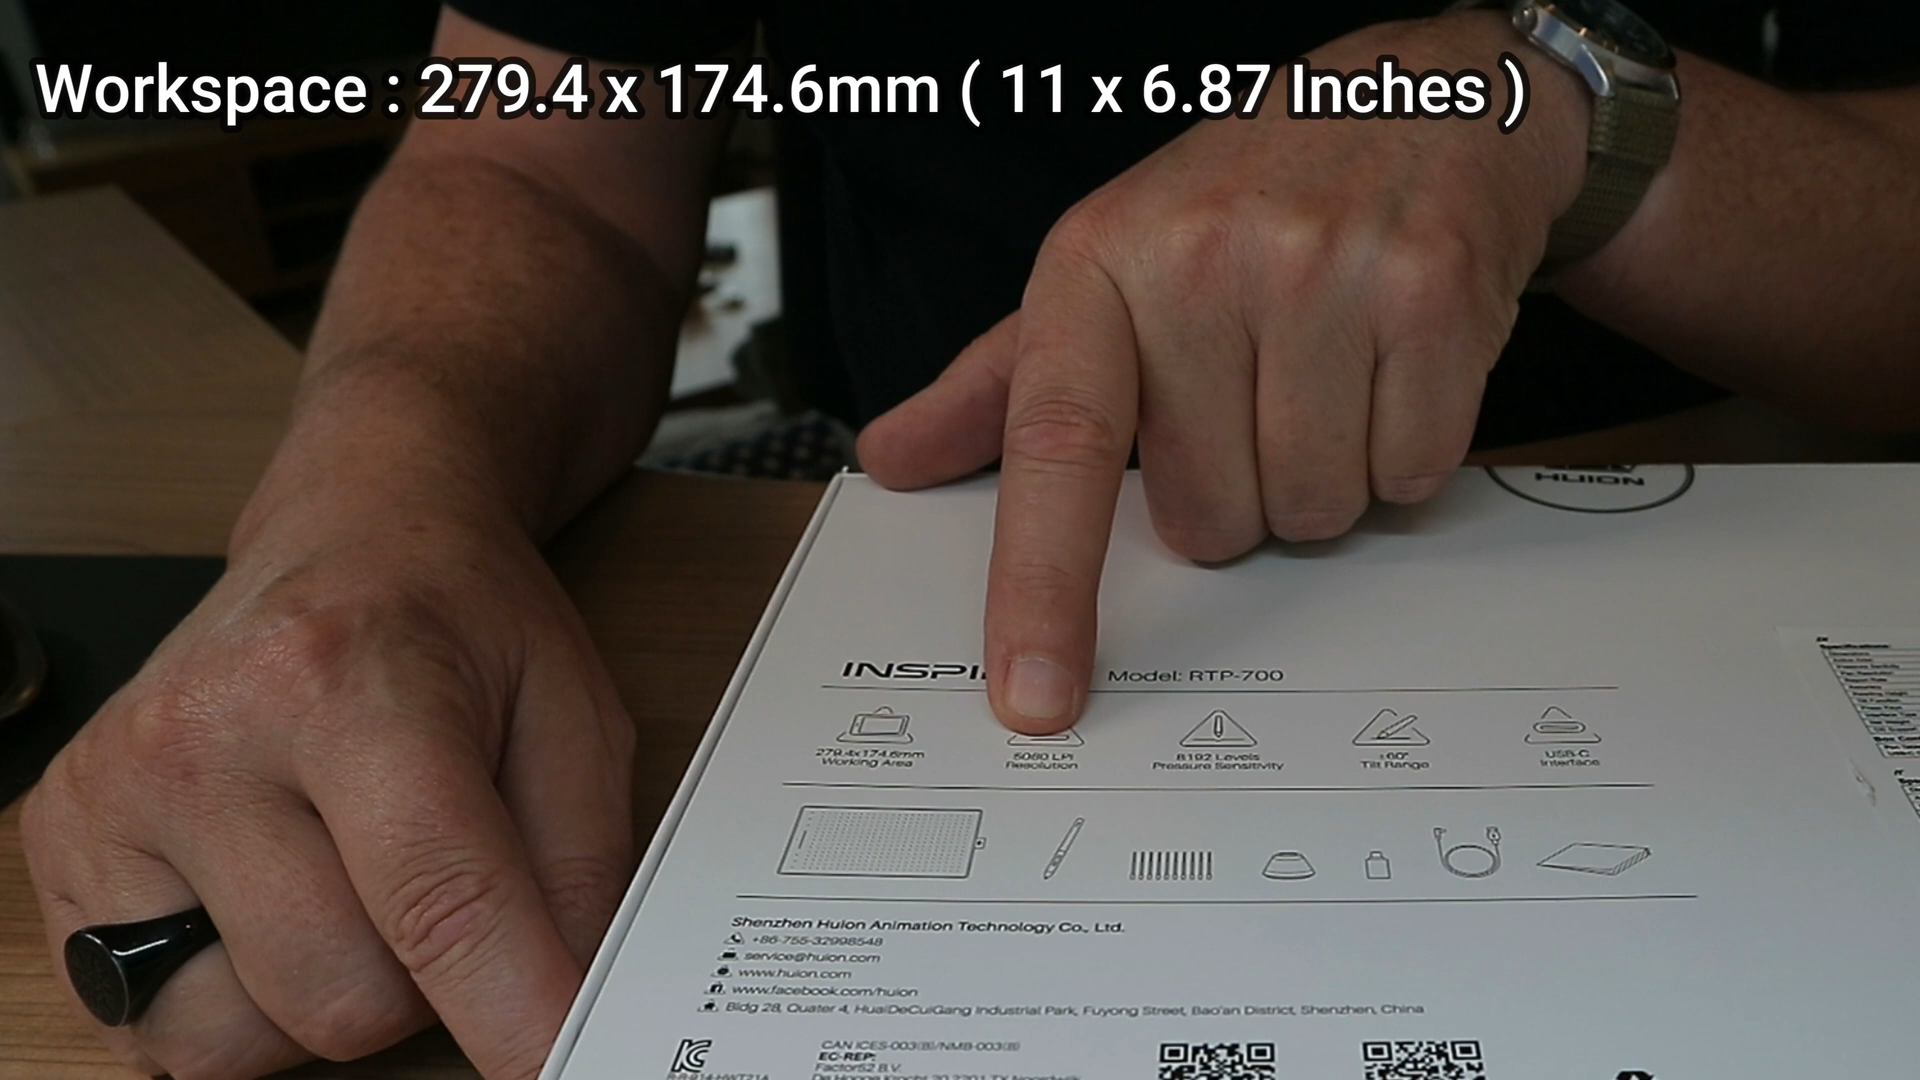 Workspace : 279.4 x 174.6mm ( 11 x 6.87 Inches )
HUION
Model: RTP-700
279.4x174.6mm
Working Area
5080 LPI
Resolution
8192 Levels
Pressure Sensitivity
±60°
Tilt Range
USB-C
Interface
Specifications
Shenzhen Huion Animation Technology Co., Ltd.
+86-755-32998548
service@huion.com
www.huion.com
www.facebook.com/huion
Bldg 28, Quater 4, HuaiDeCuiGang Industrial Park, Fuyong Street, Bao'an District, Shenzhen, China
CAN ICES-003(B)/NMB-003(B)
EC-REP:
Factor52 B.V.